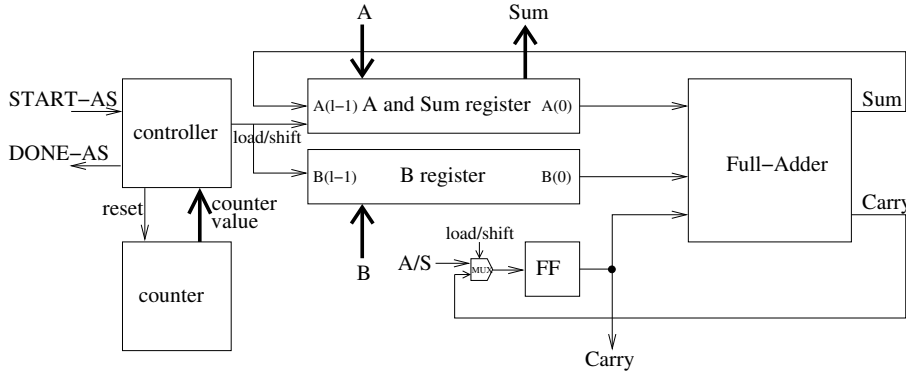 A
Sum
START−AS
DONE−AS
controller
load/shift
A(l−1) A and Sum register A(0)
B(l−1) B register B(0)
Full−Adder
Sum
Carry
reset
counter
value
counter
B
load/shift
A/S
MUX
FF
Carry